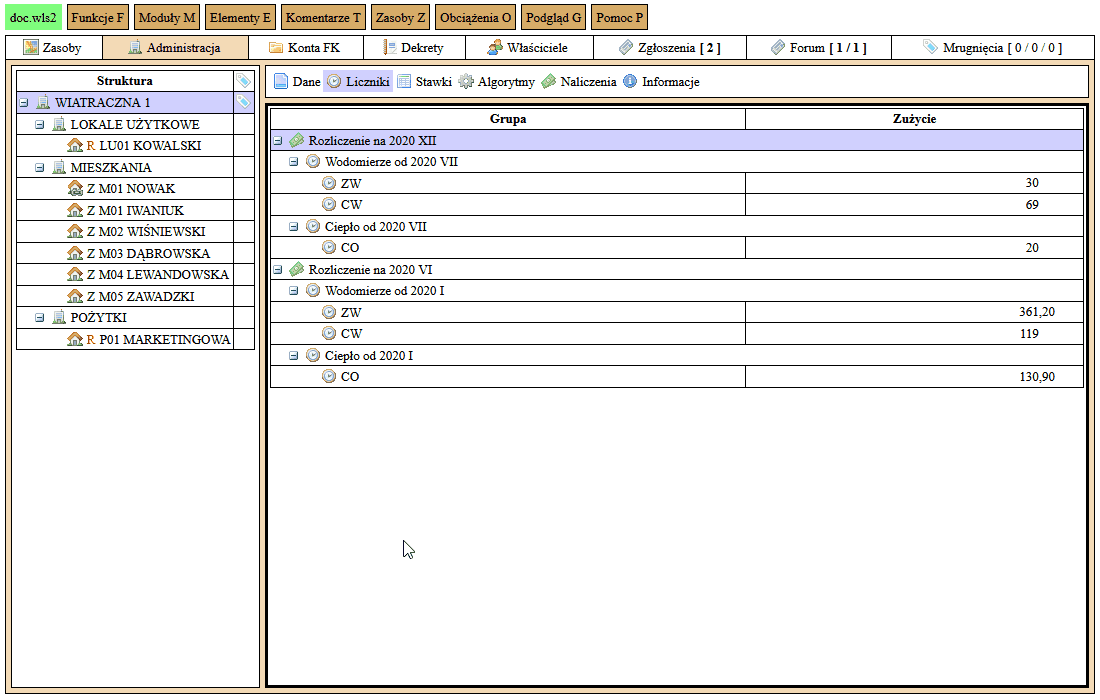 doc.wls2 Funkcje F Moduły M Elementy E Komentarze T Zasoby Z Obciążenia O Podgląd G Pomoc P
Zasoby Administracja Konta FK Dekrety Właściciele Zgłoszenia [ 2 ] Forum [ 1 / 1 ] Mrugnięcia [ 0 / 0 / 0 ]
Struktura
WIATRACZNA 1
LOKALE UŻYTKOWE
R LU01 KOWALSKI
MIESZKANIA
Z M01 NOWAK
Z M01 IWANIUK
Z M02 WIŚNIEWSKI
Z M03 DĄBROWSKA
Z M04 LEWANDOWSKA
Z M05 ZAWADZKI
POŻYTKI
R P01 MARKETINGOWA
Dane Liczniki Stawki Algorytmy Naliczenia Informacje
Grupa Zużycie
Rozliczenie na 2020 XII
Wodomierze od 2020 VII
ZW 30
CW 69
Ciepło od 2020 VII
CO 20
Rozliczenie na 2020 VI
Wodomierze od 2020 I
ZW 361,20
CW 119
Ciepło od 2020 I
CO 130,90